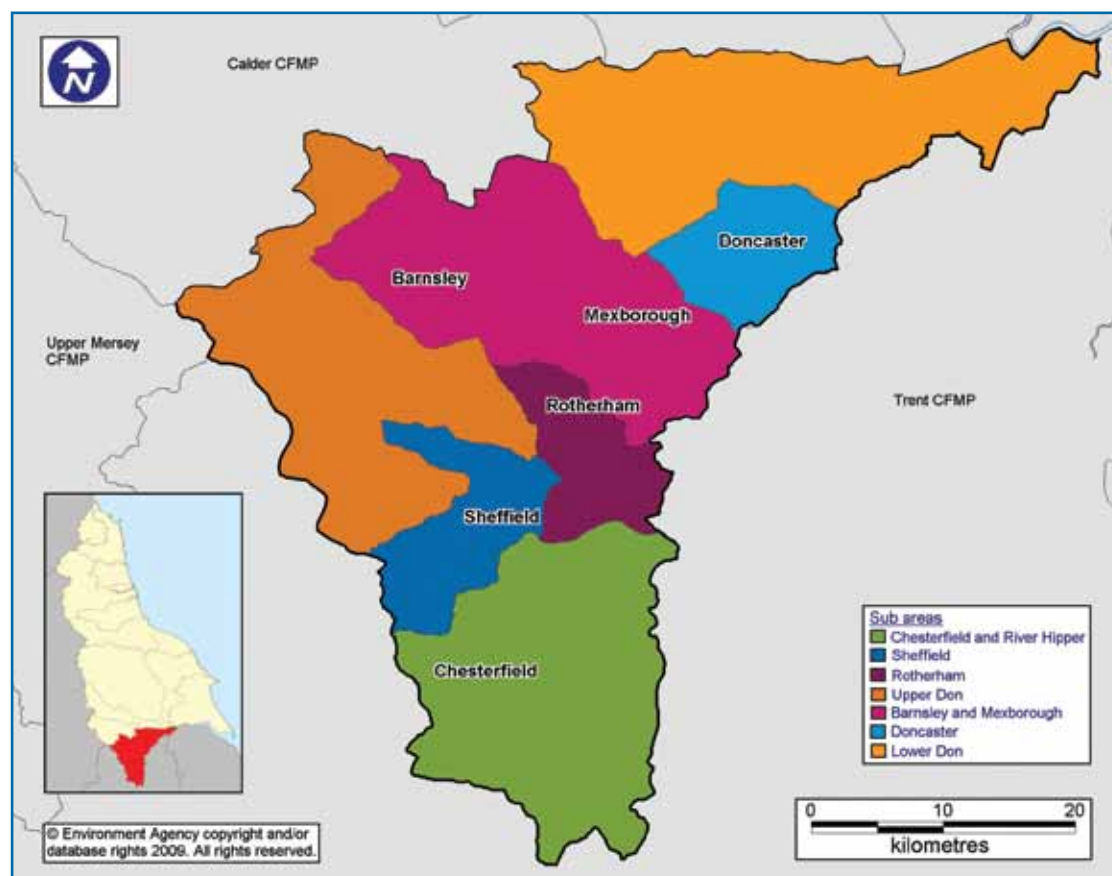 N
Calder CFMP
Doncaster
Barnsley
Mexborough
Upper Mersey
CFMP
Trent CFMP
Rotherham
Sheffield
Chesterfield
Sub areas
Chesterfield and River Hipper
Sheffield
Rotherham
Upper Don
Barnsley and Mexborough
Doncaster
Lower Don
0 10 20
kilometres
© Environment Agency copyright and/or
database rights 2009. All rights reserved.